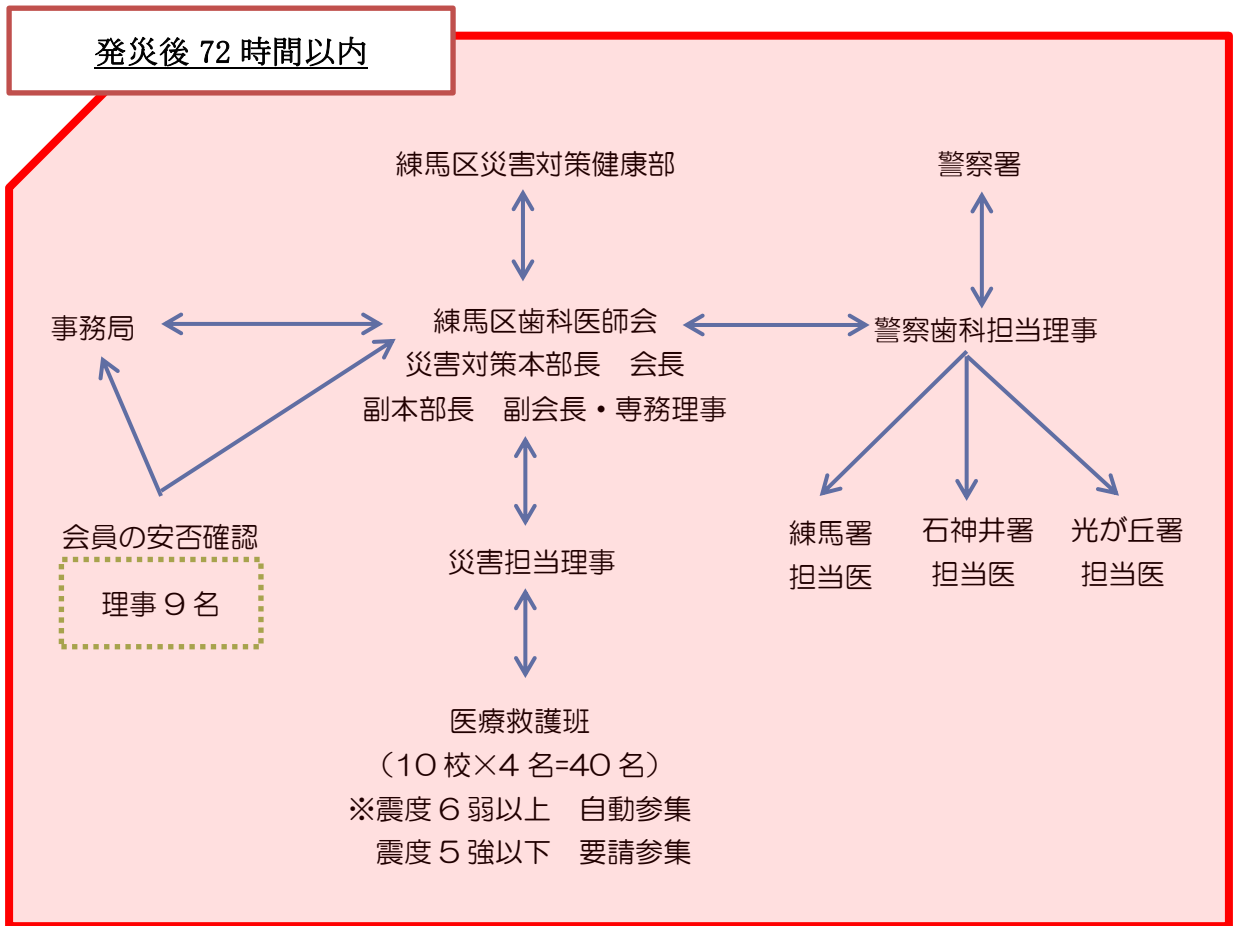 発災後 72 時間以内
練馬区災害対策健康部
警察署
事務局
練馬区歯科医師会
災害対策本部長　会長
副本部長　副会長・専務理事
警察歯科担当理事
会員の安否確認
理事９名
災害担当理事
練馬署
担当医
石神井署
担当医
光が丘署
担当医
医療救護班
（１０校×４名=４０名）
※震度６弱以上　自動参集
震度５強以下　要請参集